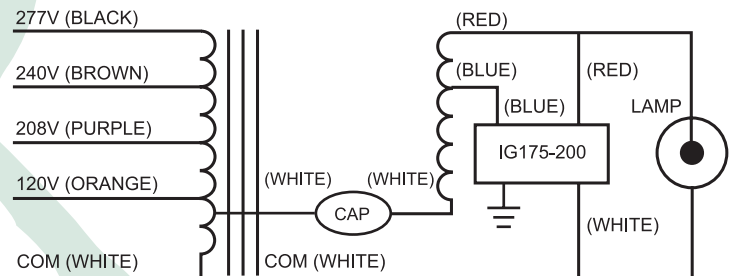 277V (BLACK)
240V (BROWN)
208V (PURPLE)
120V (ORANGE)
COM (WHITE)
COM (WHITE)
(WHITE)
CAP
(WHITE)
(RED)
(BLUE)
(BLUE)
(RED)
IG175-200
(WHITE)
LAMP